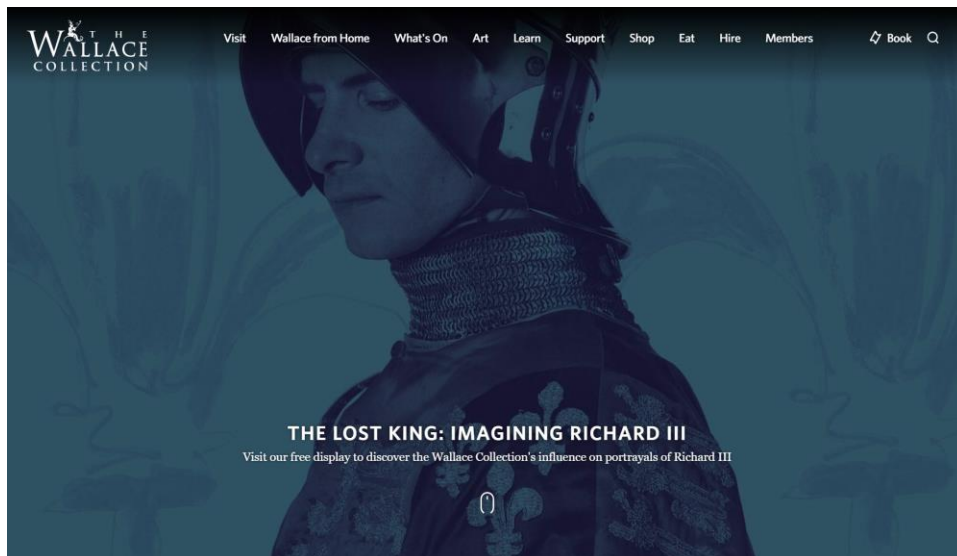 THE
WALLACE
COLLECTION
Visit Wallace from Home What's On Art Learn Support Shop Eat Hire Members Book
THE LOST KING: IMAGINING RICHARD III
Visit our free display to discover the Wallace Collection's influence on portrayals of Richard III